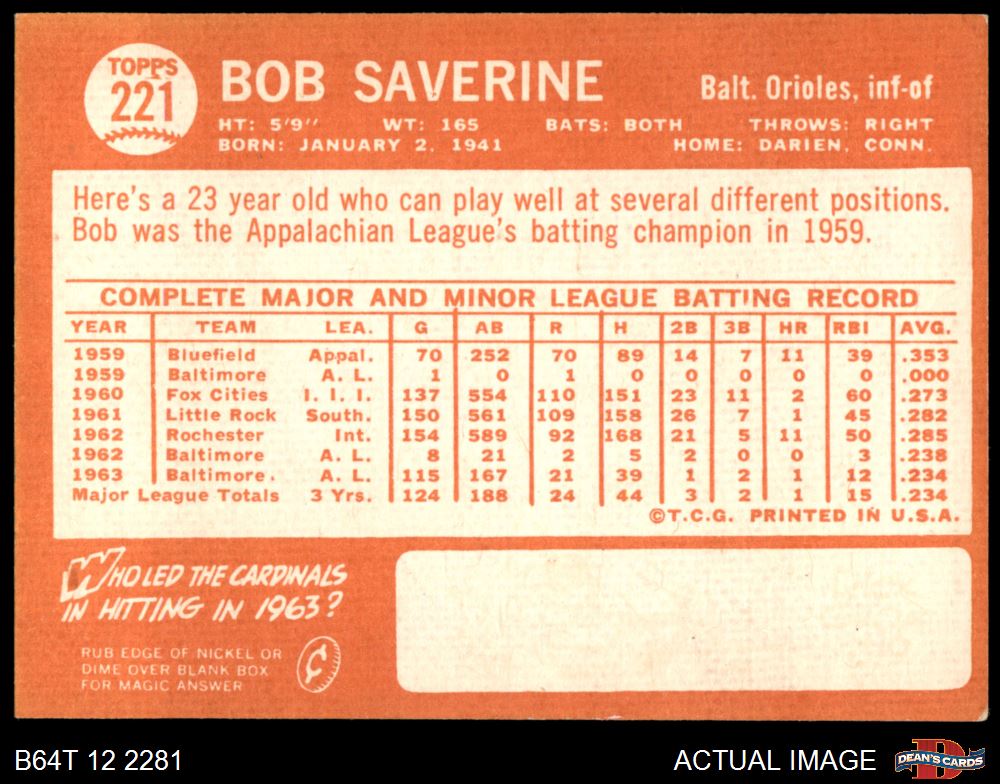 TOPPS
221
BOB SAVERINE
Balt. Orioles, inf-of
HT: 5'9" WT: 165 BATS: BOTH THROWS: RIGHT
BORN: JANUARY 2, 1941 HOME: DARIEN, CONN.
Here's a 23 year old who can play well at several different positions.
Bob was the Appalachian League's batting champion in 1959.
COMPLETE MAJOR AND MINOR LEAGUE BATTING RECORD
YEAR TEAM LEA. G AB R H 2B 3B HR RBI AVG.
1959 Bluefield Appal. 70 252 70 89 14 7 11 39 .353
1959 Baltimore A. L. 1 0 1 0 0 0 0 0 .000
1960 Fox Cities I. I. I. 137 554 110 151 23 11 2 60 .273
1961 Little Rock South. 150 561 109 158 26 7 1 45 .282
1962 Rochester Int. 154 589 92 168 21 5 11 50 .285
1962 Baltimore A. L. 8 21 2 5 2 0 0 3 .238
1963 Baltimore. A. L. 115 167 21 39 1 2 1 12 .234
Major League Totals 3 Yrs. 124 188 24 44 3 2 1 15 .234
©T.C.G. PRINTED IN U.S.A.
WHO LED THE CARDINALS
IN HITTING IN 1963?
RUB EDGE OF NICKEL OR
DIME OVER BLANK BOX
FOR MAGIC ANSWER
B64T 12 2281
ACTUAL IMAGE
D
DEAN'S CARDS